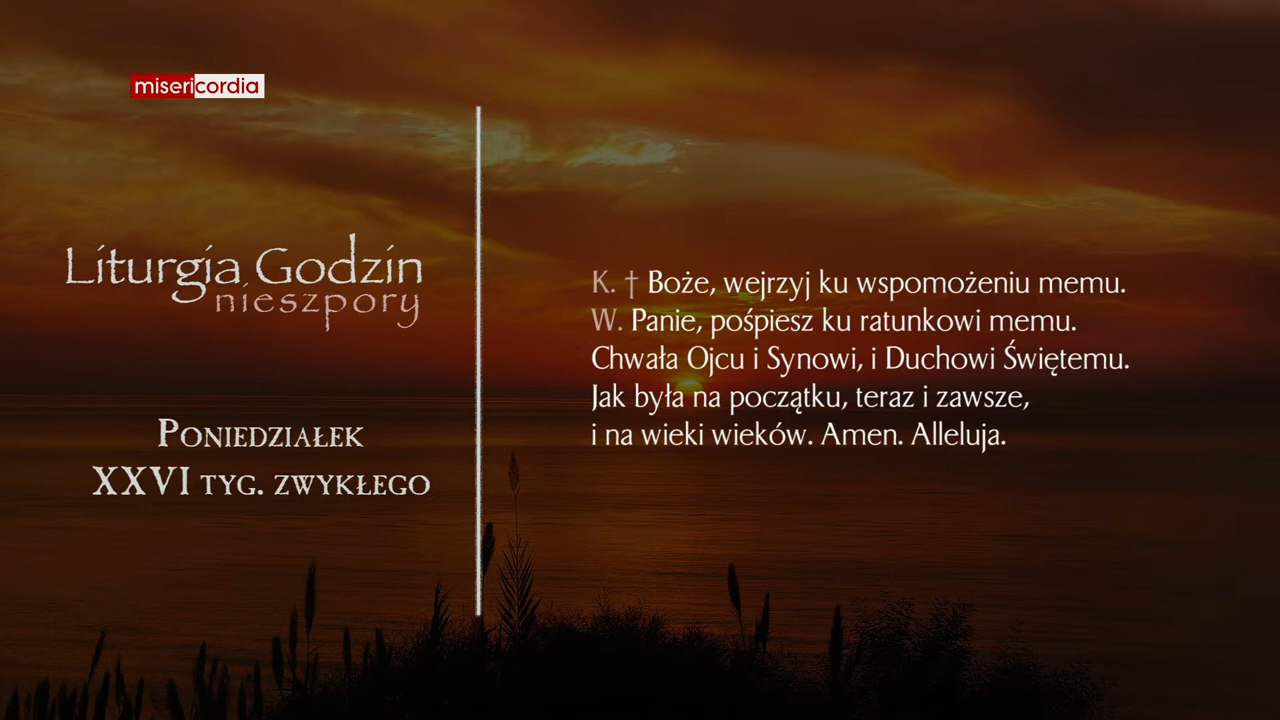 misericordia
Liturgia Godzin
nieszpory
Poniedziałek
XXVI tyg. zwykłego
K. † Boże, wejrzyj ku wspomożeniu memu.
W. Panie, pośpiesz ku ratunkowi memu.
Chwała Ojcu i Synowi, i Duchowi Świętemu.
Jak była na początku, teraz i zawsze,
i na wieki wieków. Amen. Alleluja.